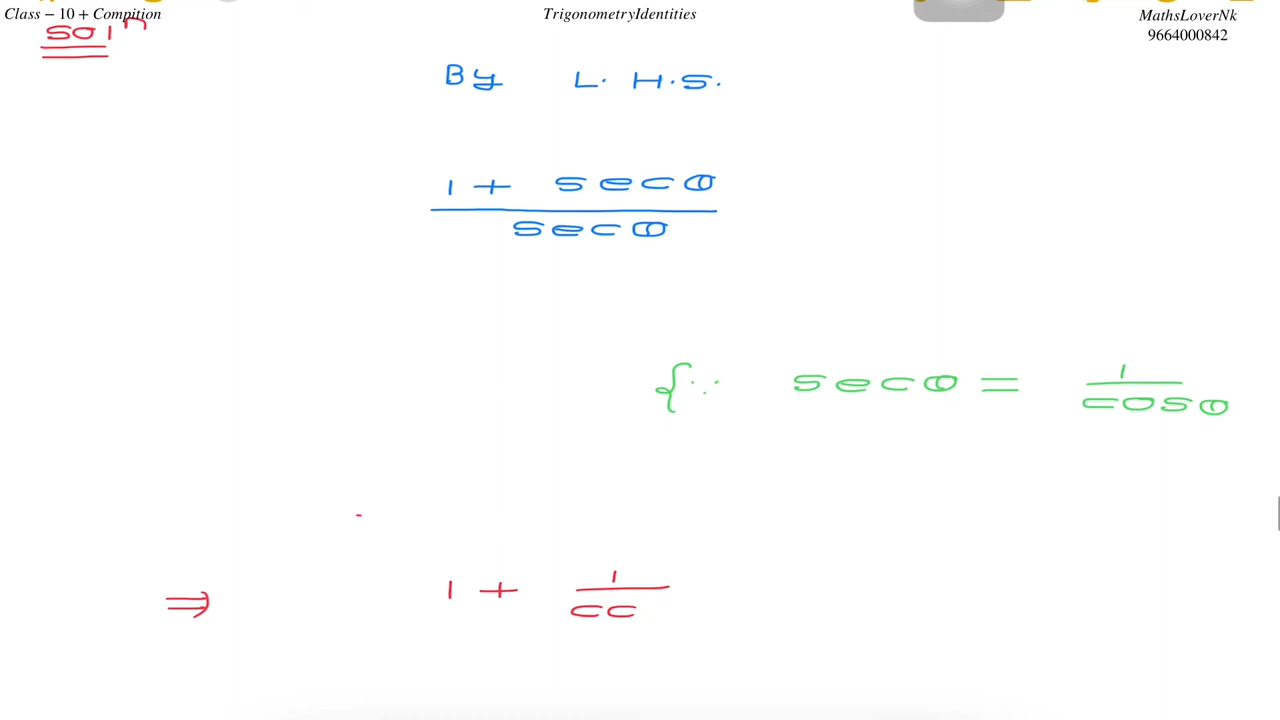 Class – 10 + Compition
TrigonometryIdentities
MathsLoverNk
9664000842
Solⁿ
By L.H.S.
1 + secθ
secθ
{∵ secθ = 1
cosθ
⇒ 1 + 1
cc